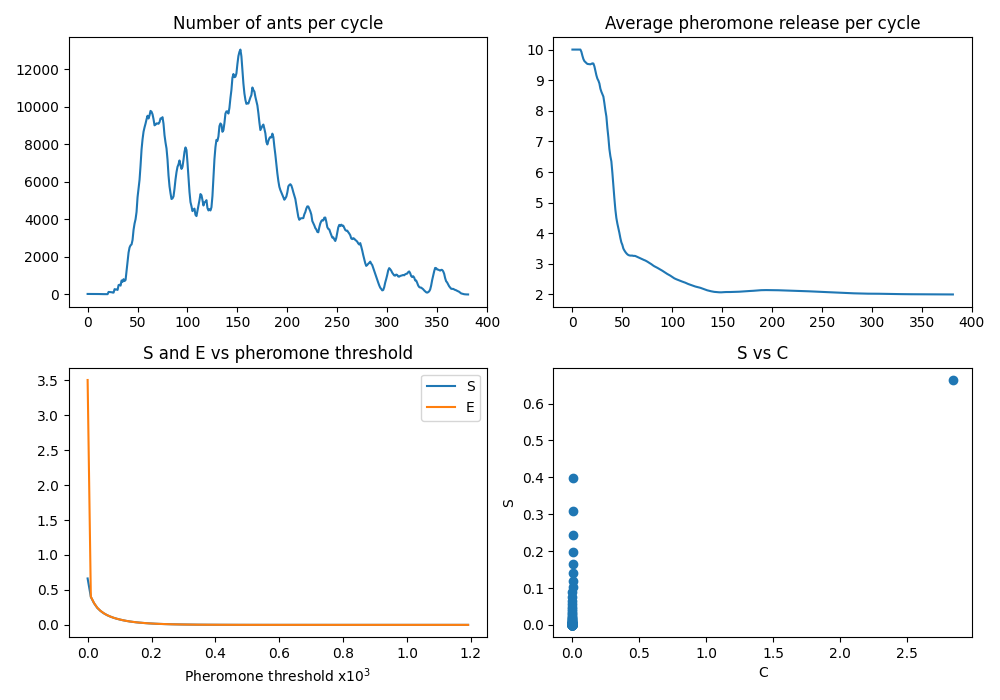 Number of ants per cycle
12000
10000
8000
6000
4000
2000
0
0 50 100 150 200 250 300 350 400
Average pheromone release per cycle
10
9
8
7
6
5
4
3
2
0 50 100 150 200 250 300 350 400
S and E vs pheromone threshold
3.5
3.0
2.5
2.0
1.5
1.0
0.5
0.0
S
E
0.0 0.2 0.4 0.6 0.8 1.0 1.2
Pheromone threshold x10³
S vs C
0.6
0.5
0.4
0.3
0.2
0.1
0.0
S
0.0 0.5 1.0 1.5 2.0 2.5
C